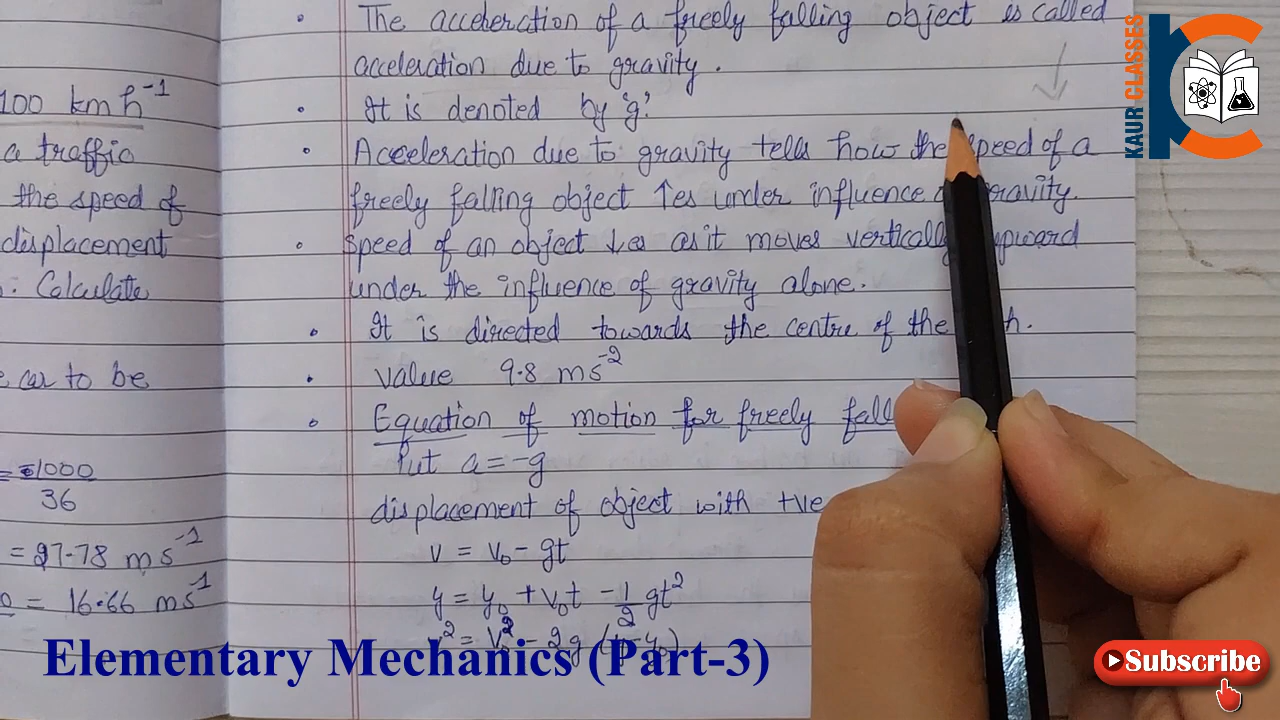 100 km h⁻¹
a traffic
the speed of
displacement
: Calculate
car to be
1000
36
= 27.78 ms⁻¹
= 16.66 ms⁻¹
• The acceleration of a freely falling object is called
acceleration due to gravity.
• It is denoted by 'g'.
• Acceleration due to gravity tells how the speed of a
freely falling object ↑es under influence gravity.
• speed of an object ↓es as it moves vertically upward
under the influence of gravity alone.
• It is directed towards the centre of the
• value 9.8 ms⁻²
• Equation of motion for freely fall
Put a = -g
displacement of object with +ve
v = v₀ - gt
y = y₀ + v₀t - 1/2 gt²
² = v₀² - 2g (y - y₀)
KAUR CLASSES
Elementary Mechanics (Part-3)
Subscribe